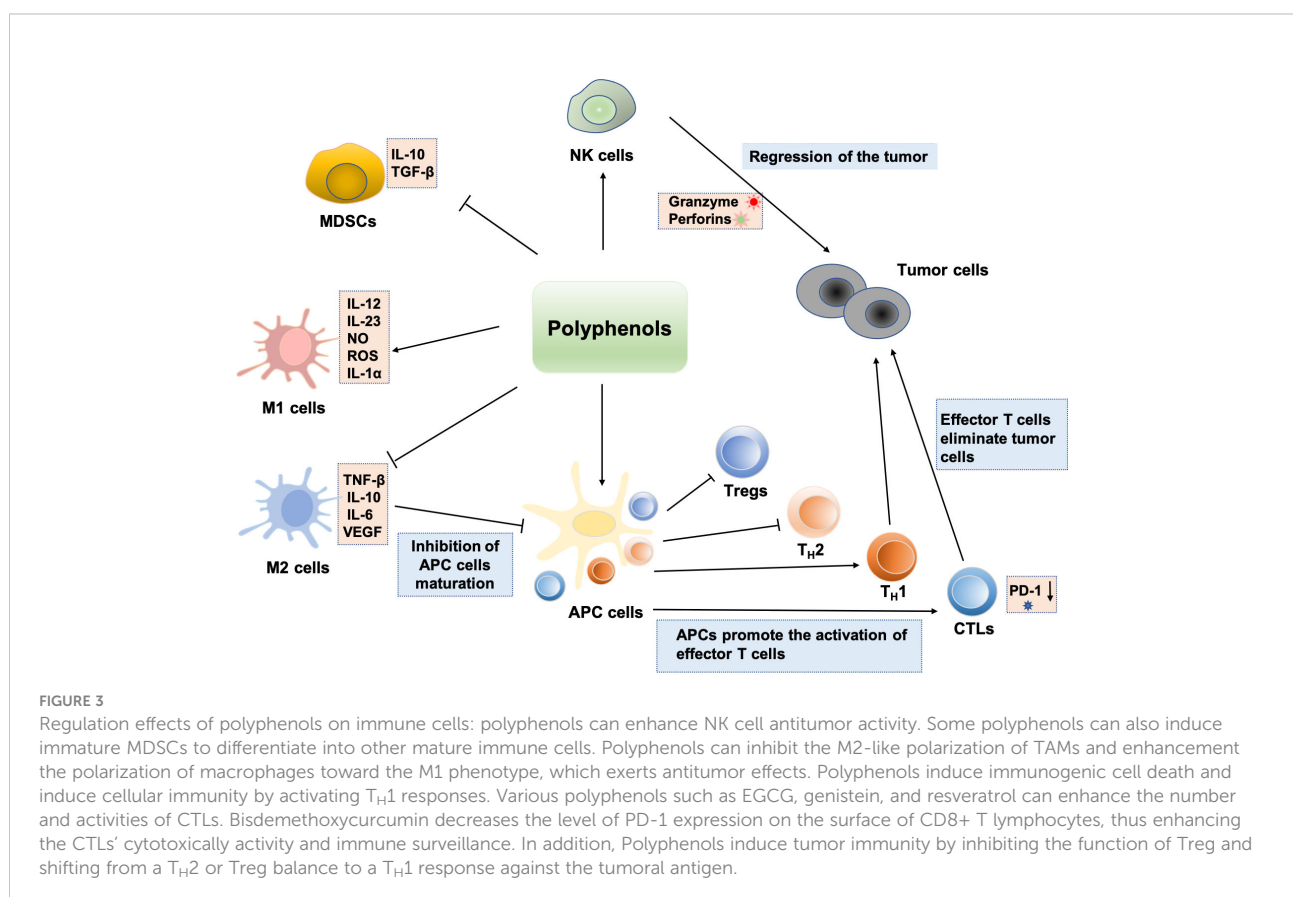 NK cells
Regression of the tumor
IL-10
TGF-β
MDSCs
Granzyme
Perforins
Tumor cells
Polyphenols
IL-12
IL-23
NO
ROS
IL-1α
M1 cells
Effector T cells
eliminate tumor
cells
Tregs
TNF-β
IL-10
IL-6
VEGF
M2 cells
Inhibition of
APC cells
maturation
TH2
TH1
PD-1 ↓
CTLs
APC cells
APCs promote the activation of
effector T cells
FIGURE 3
Regulation effects of polyphenols on immune cells: polyphenols can enhance NK cell antitumor activity. Some polyphenols can also induce
immature MDSCs to differentiate into other mature immune cells. Polyphenols can inhibit the M2-like polarization of TAMs and enhancement
the polarization of macrophages toward the M1 phenotype, which exerts antitumor effects. Polyphenols induce immunogenic cell death and
induce cellular immunity by activating TH1 responses. Various polyphenols such as EGCG, genistein, and resveratrol can enhance the number
and activities of CTLs. Bisdemethoxycurcumin decreases the level of PD-1 expression on the surface of CD8+ T lymphocytes, thus enhancing
the CTLs’ cytotoxically activity and immune surveillance. In addition, Polyphenols induce tumor immunity by inhibiting the function of Treg and
shifting from a TH2 or Treg balance to a TH1 response against the tumoral antigen.